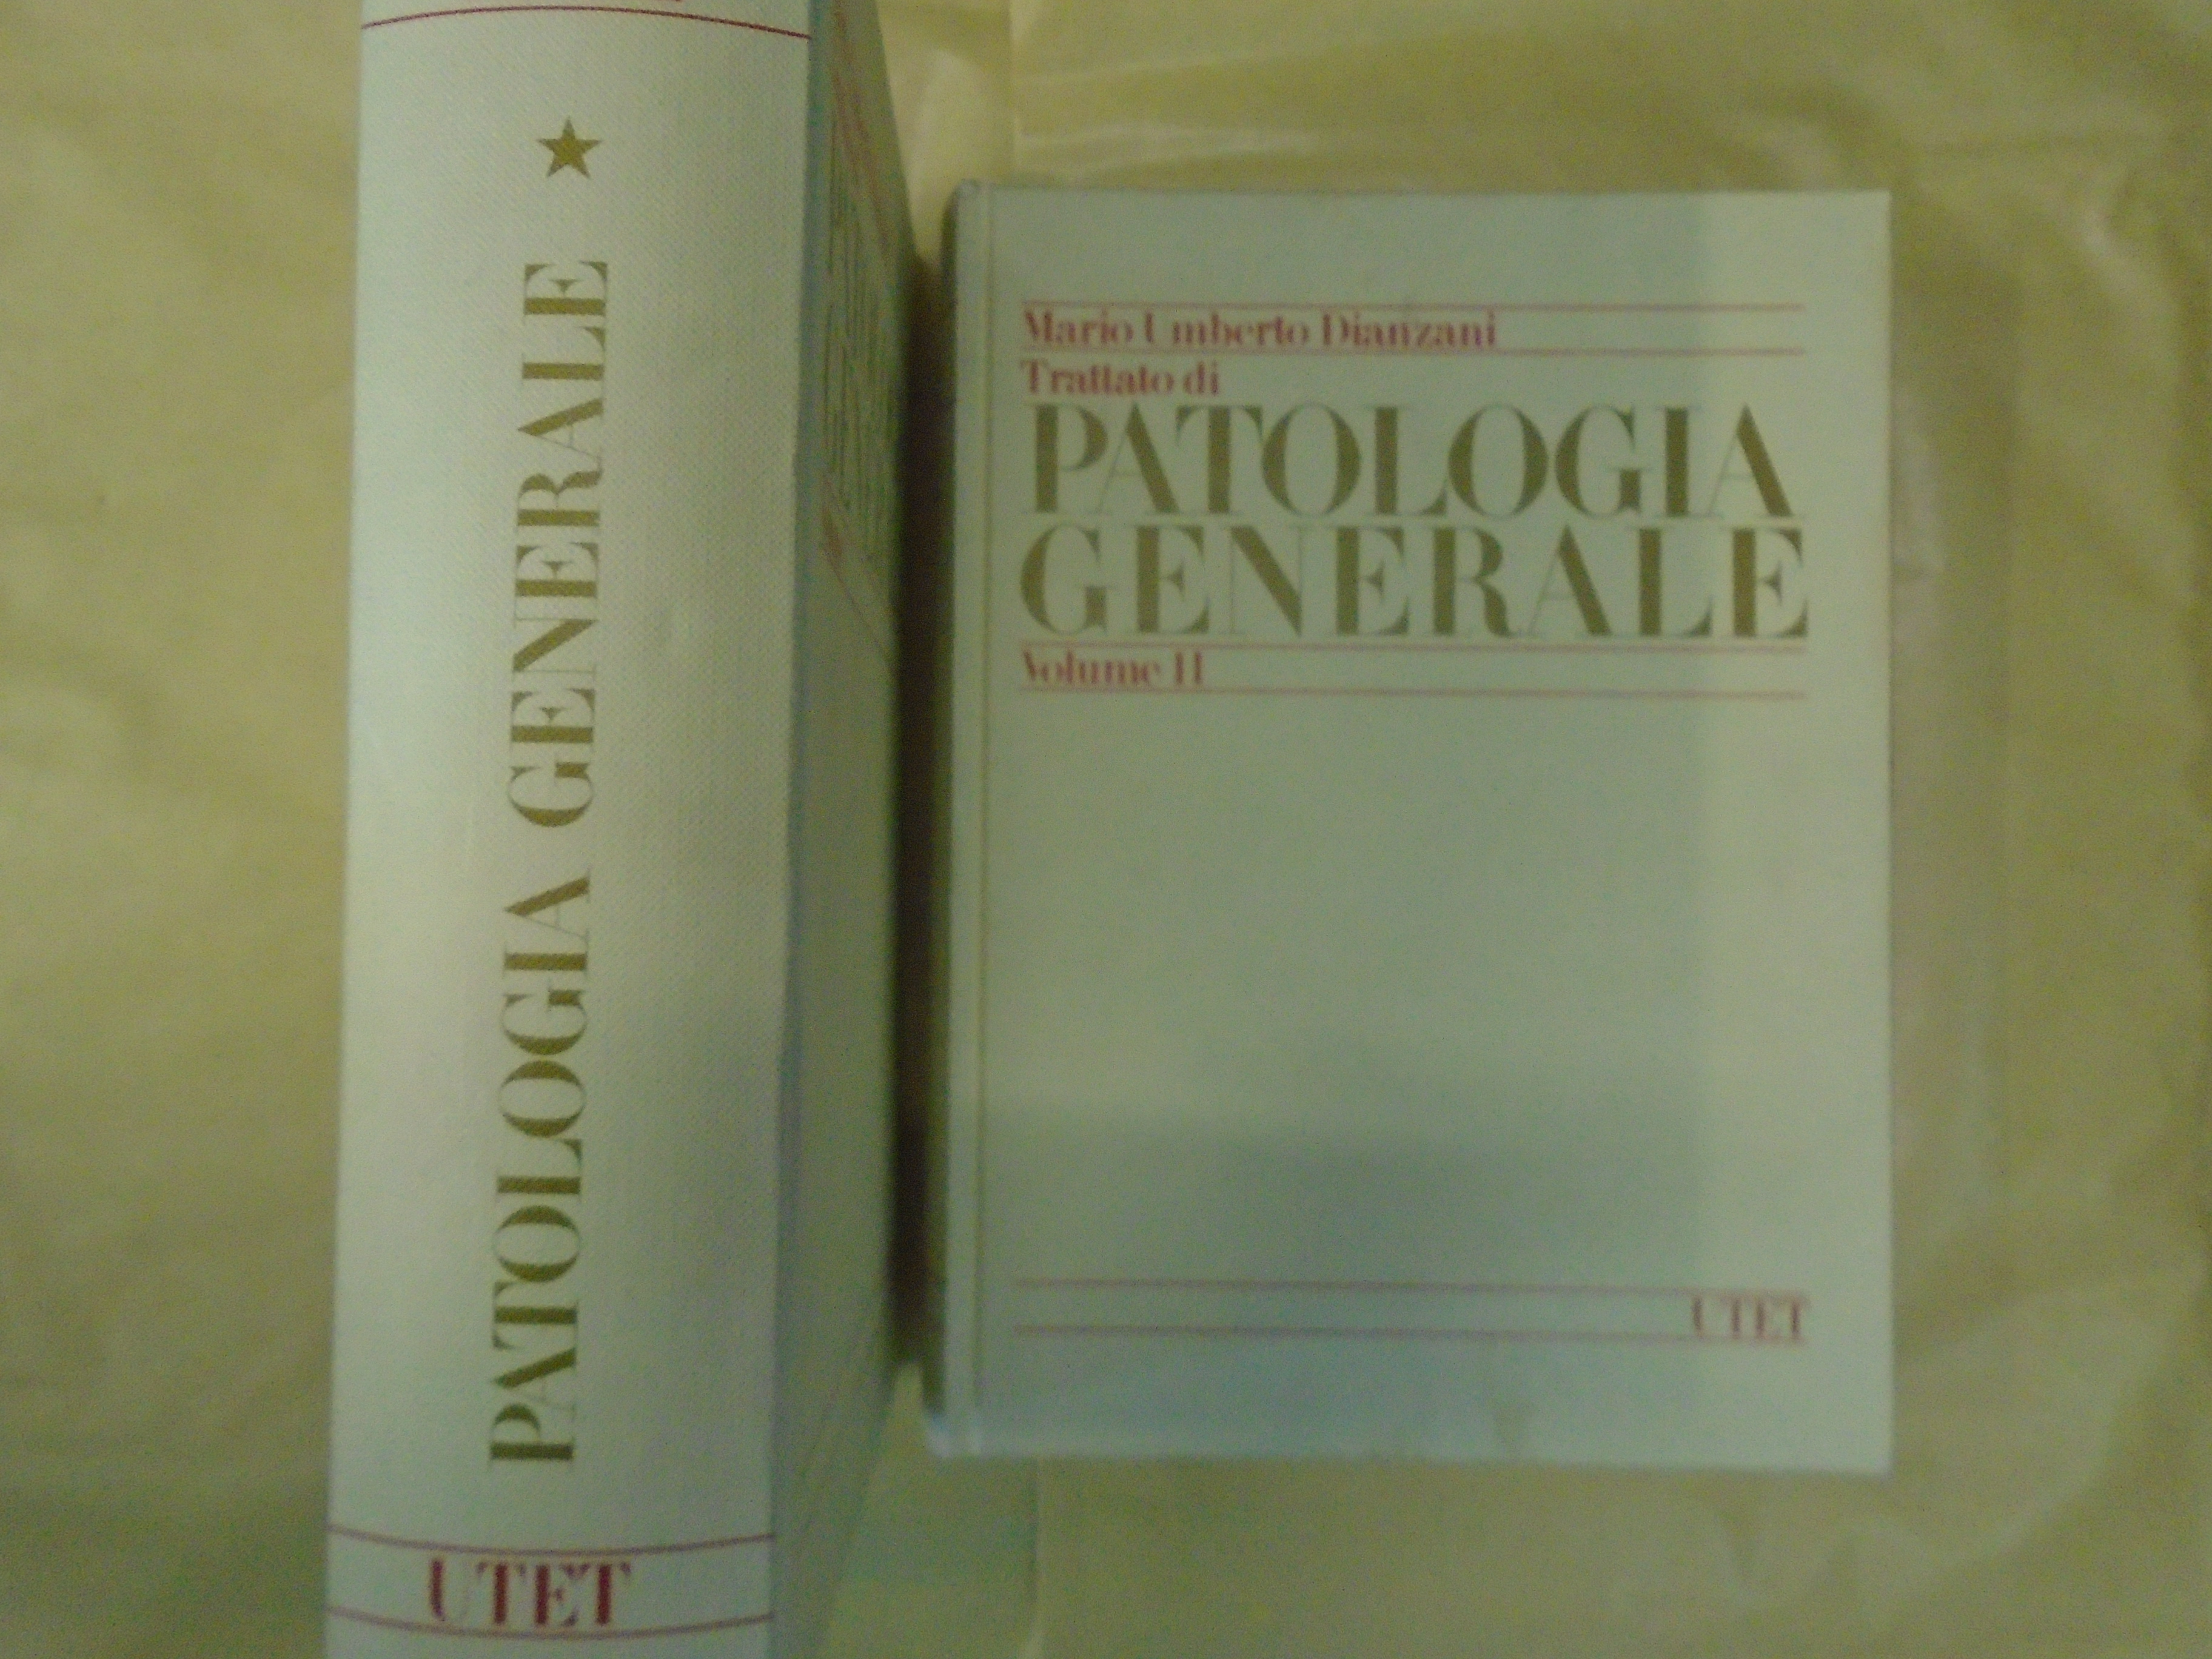 PATOLOGIA GENERALE
UTET
Mario Umberto Dianzani
Trattato di
PATOLOGIA
GENERALE
Volume II
UTET